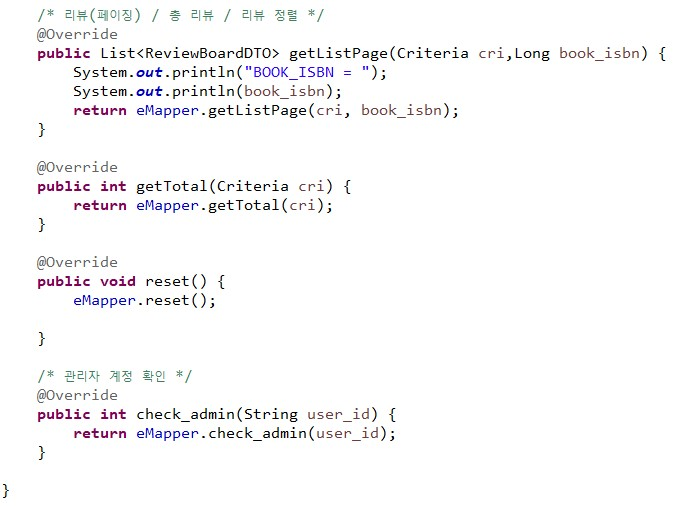 /* 리뷰(페이징) / 총 리뷰 / 리뷰 정렬 */
@Override
public List<ReviewBoardDTO> getListPage(Criteria cri,Long book_isbn) {
System.out.println("BOOK_ISBN = ");
System.out.println(book_isbn);
return eMapper.getListPage(cri, book_isbn);
}
@Override
public int getTotal(Criteria cri) {
return eMapper.getTotal(cri);
}
@Override
public void reset() {
eMapper.reset();
}
/* 관리자 계정 확인 */
@Override
public int check_admin(String user_id) {
return eMapper.check_admin(user_id);
}
}